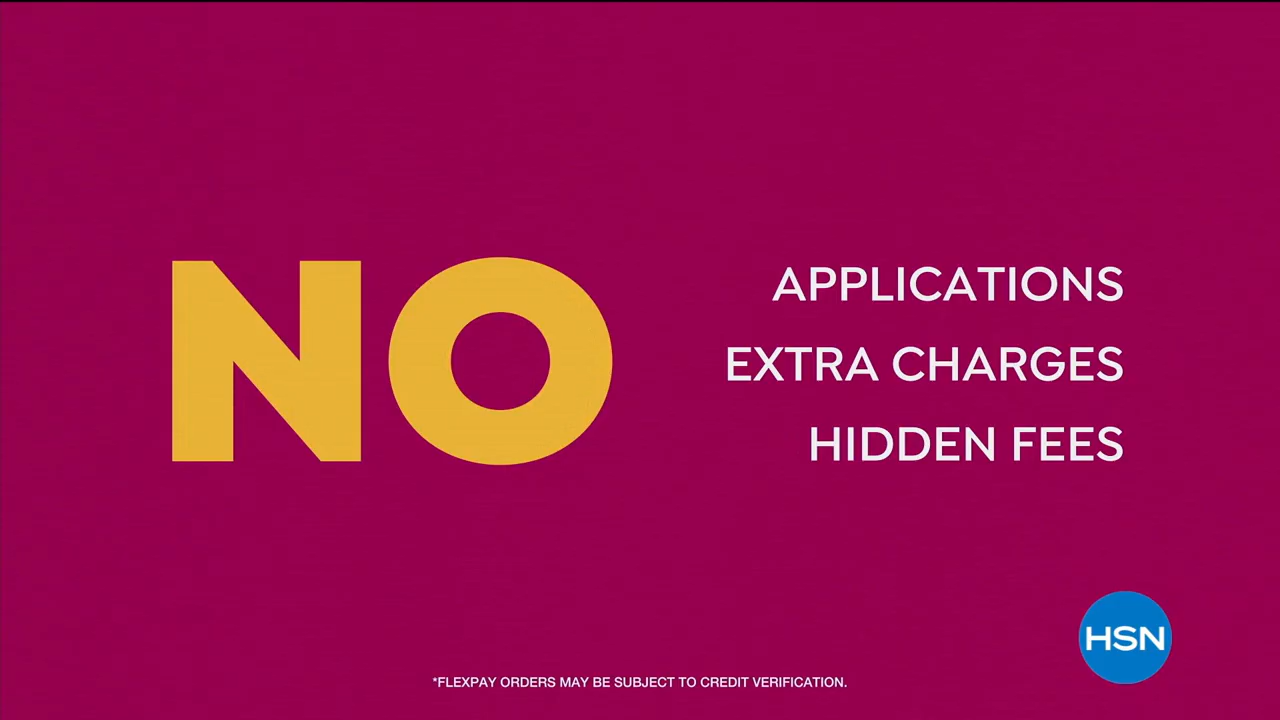 NO
APPLICATIONS
EXTRA CHARGES
HIDDEN FEES
HSN
*FLEXPAY ORDERS MAY BE SUBJECT TO CREDIT VERIFICATION.